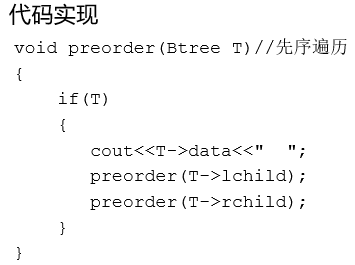 代码实现
void preorder(Btree T)//先序遍历
{
    if(T)
    {
       cout<<T->data<<"  ";
       preorder(T->lchild);
       preorder(T->rchild);
    }
}